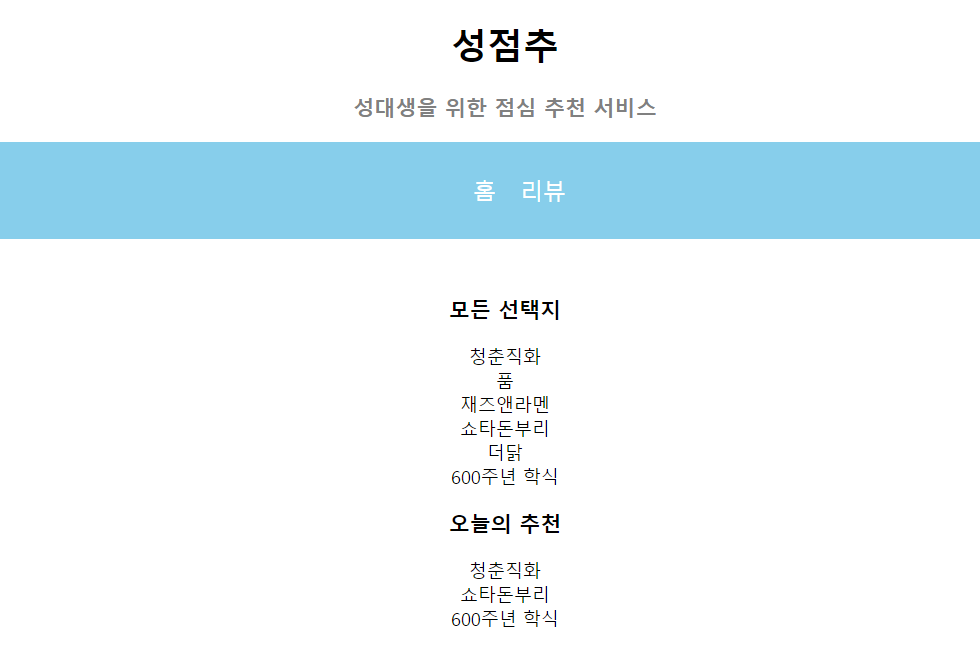 성점추
성대생을 위한 점심 추천 서비스
홈 리뷰
모든 선택지
청춘직화
품
재즈앤라멘
쇼타돈부리
더닭
600주년 학식
오늘의 추천
청춘직화
쇼타돈부리
600주년 학식